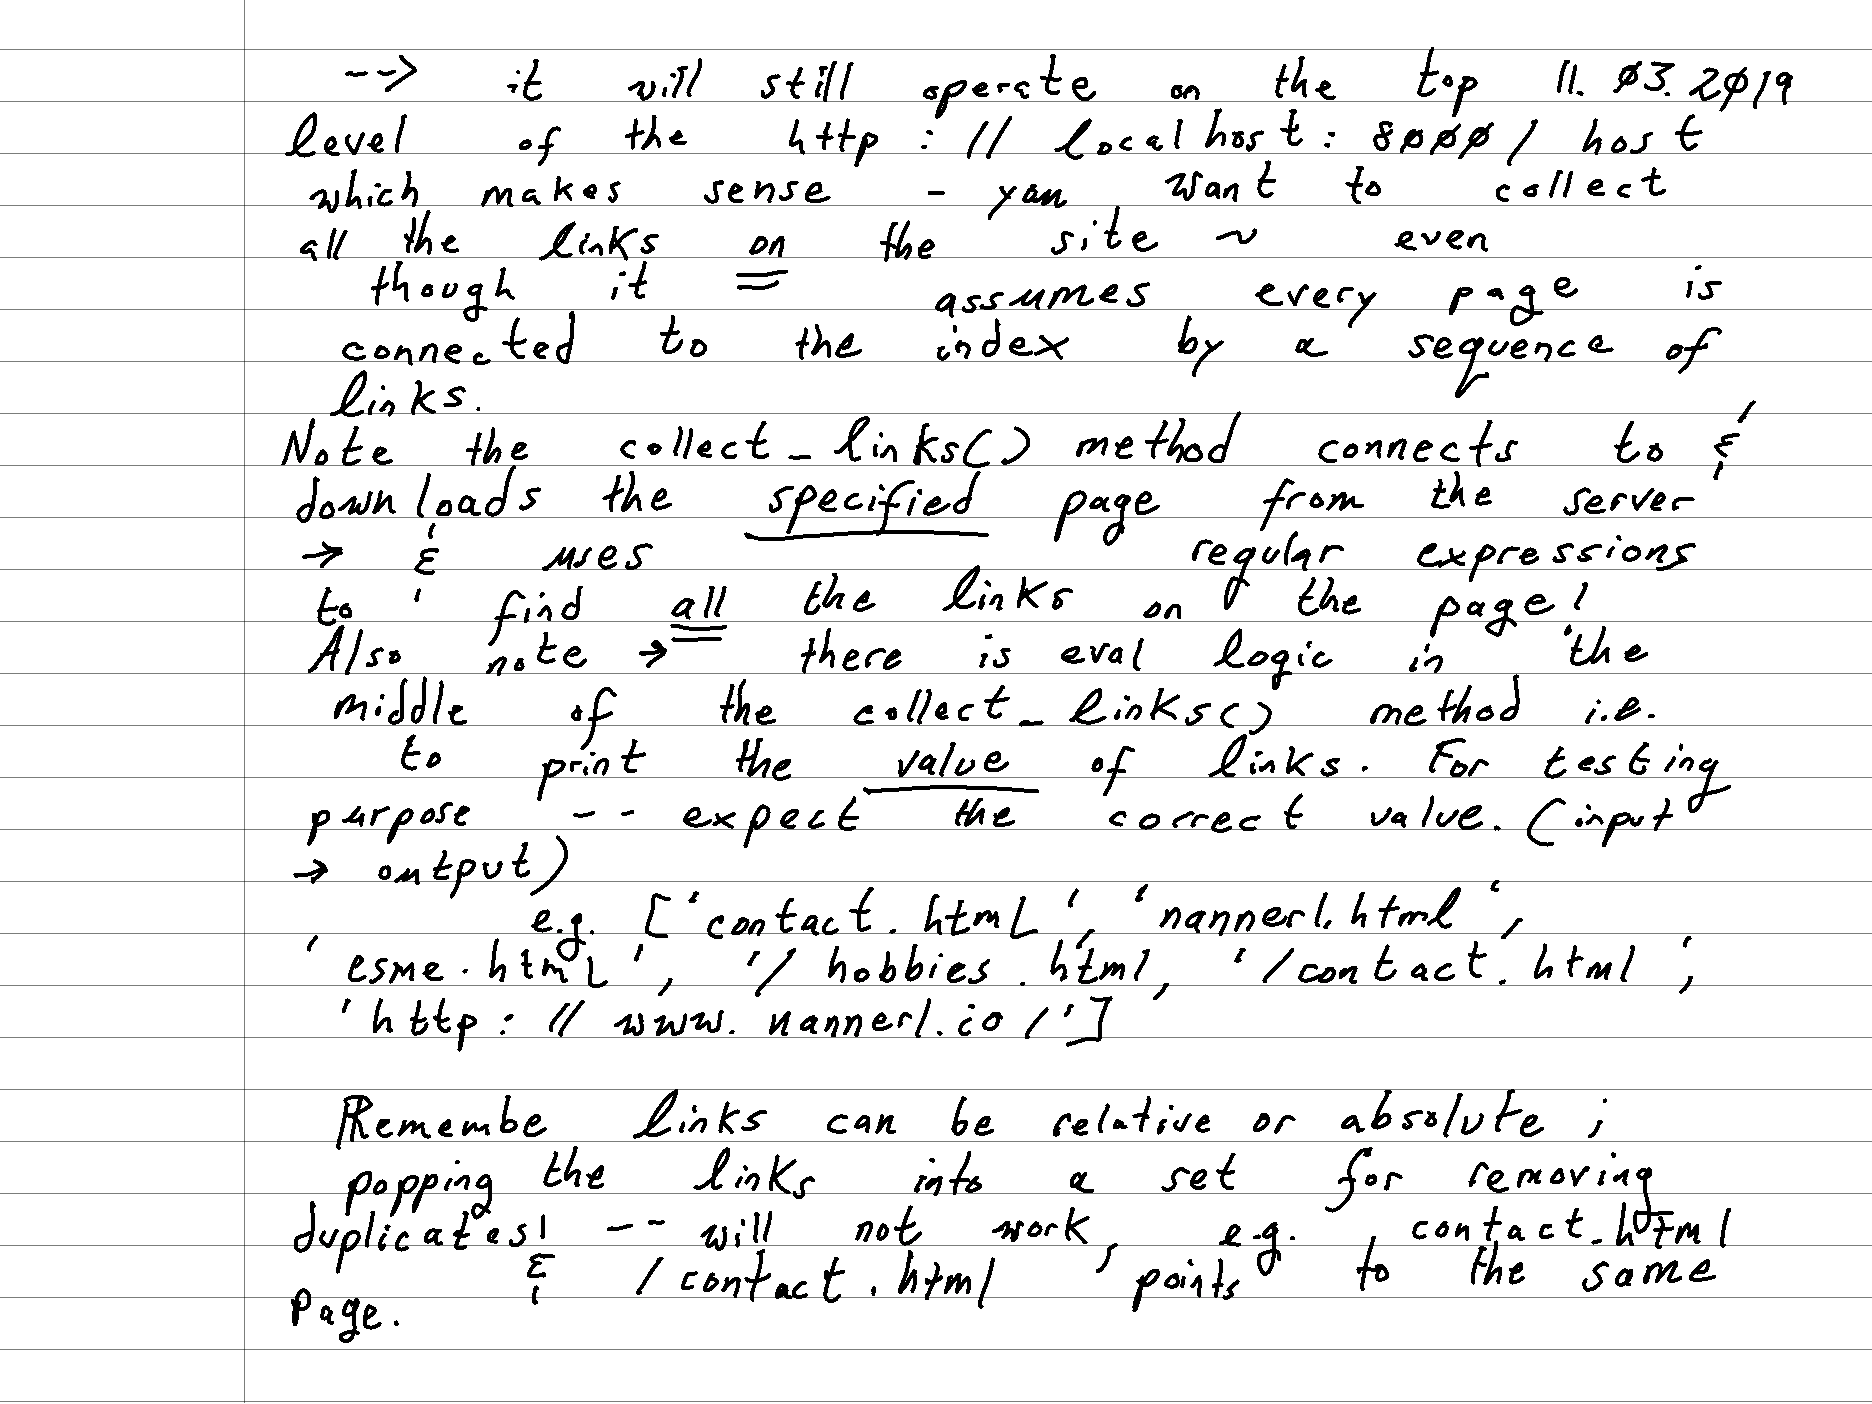 --> it will still operate on the top 11. 03. 2019
level of the http : // localhost : 8000 / host
which makes sense - you want to collect
all the links on the site ~ even
though it assumes every page is
connected to the index by a sequence of
links.
Note the collect_links() method connects to &
downloads the specified page from the server
→ & uses regular expressions
to find all the links on the page!
Also note → there is eval logic in the
middle of the collect_links() method i.e.
to print the value of links. For testing
purpose -- expect the correct value. (input
→ output)
e.g. ['contact.html', 'nannerl.html',
'esme.html', '/hobbies.html, '/contact.html',
'http://www.nannerl.io/']
Remembe links can be relative or absolute ;
popping the links into a set for removing
duplicates! -- will not work, e.g. contact.html
& /contact.html points to the same
page.